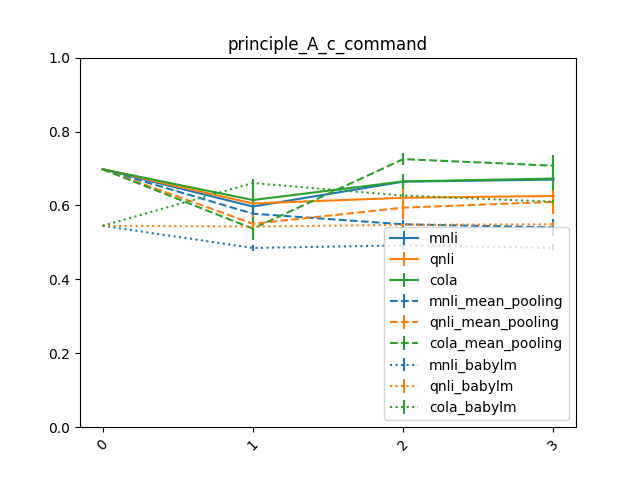 principle_A_c_command
1.0
0.8
0.6
0.4
0.2
0.0
0
1
2
3
mnli
qnli
cola
mnli_mean_pooling
qnli_mean_pooling
cola_mean_pooling
mnli_babylm
qnli_babylm
cola_babylm